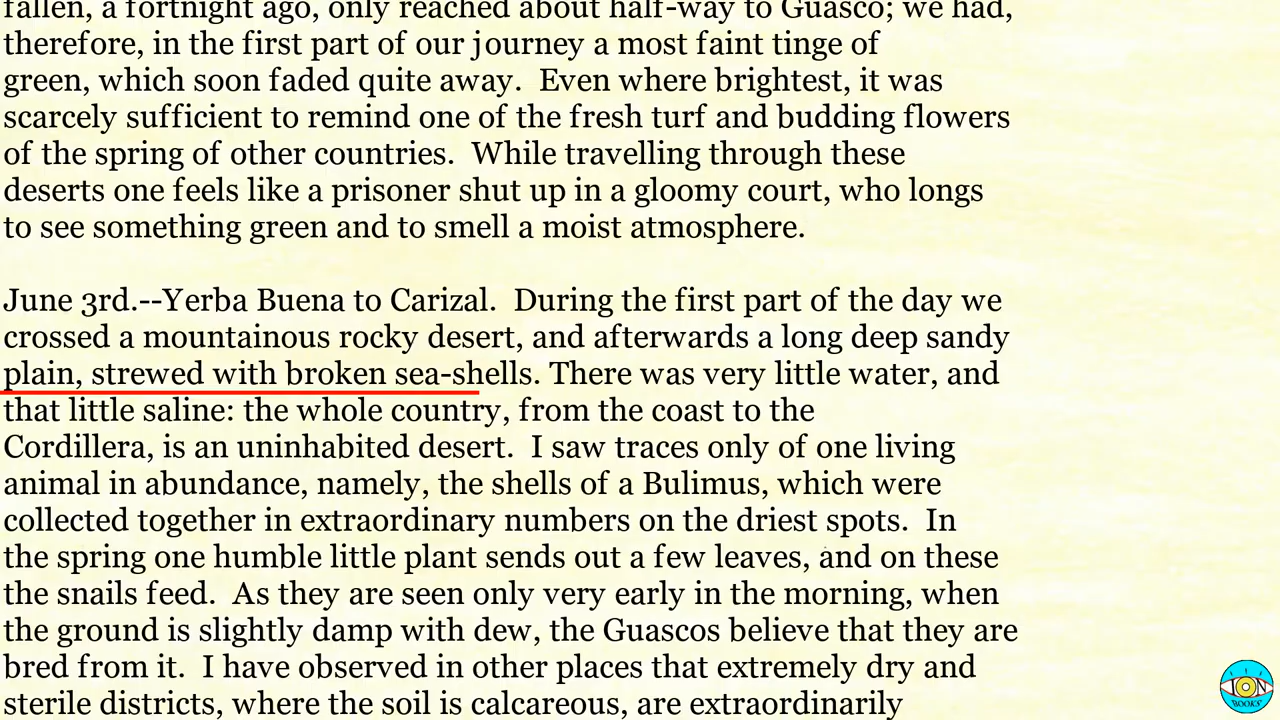 fallen, a fortnight ago, only reached about half-way to Guasco; we had,
therefore, in the first part of our journey a most faint tinge of
green, which soon faded quite away.  Even where brightest, it was
scarcely sufficient to remind one of the fresh turf and budding flowers
of the spring of other countries.  While travelling through these
deserts one feels like a prisoner shut up in a gloomy court, who longs
to see something green and to smell a moist atmosphere.
June 3rd.--Yerba Buena to Carizal.  During the first part of the day we
crossed a mountainous rocky desert, and afterwards a long deep sandy
plain, strewed with broken sea-shells. There was very little water, and
that little saline: the whole country, from the coast to the
Cordillera, is an uninhabited desert.  I saw traces only of one living
animal in abundance, namely, the shells of a Bulimus, which were
collected together in extraordinary numbers on the driest spots.  In
the spring one humble little plant sends out a few leaves, and on these
the snails feed.  As they are seen only very early in the morning, when
the ground is slightly damp with dew, the Guascos believe that they are
bred from it.  I have observed in other places that extremely dry and
sterile districts, where the soil is calcareous, are extraordinarily
ION
BOOKS